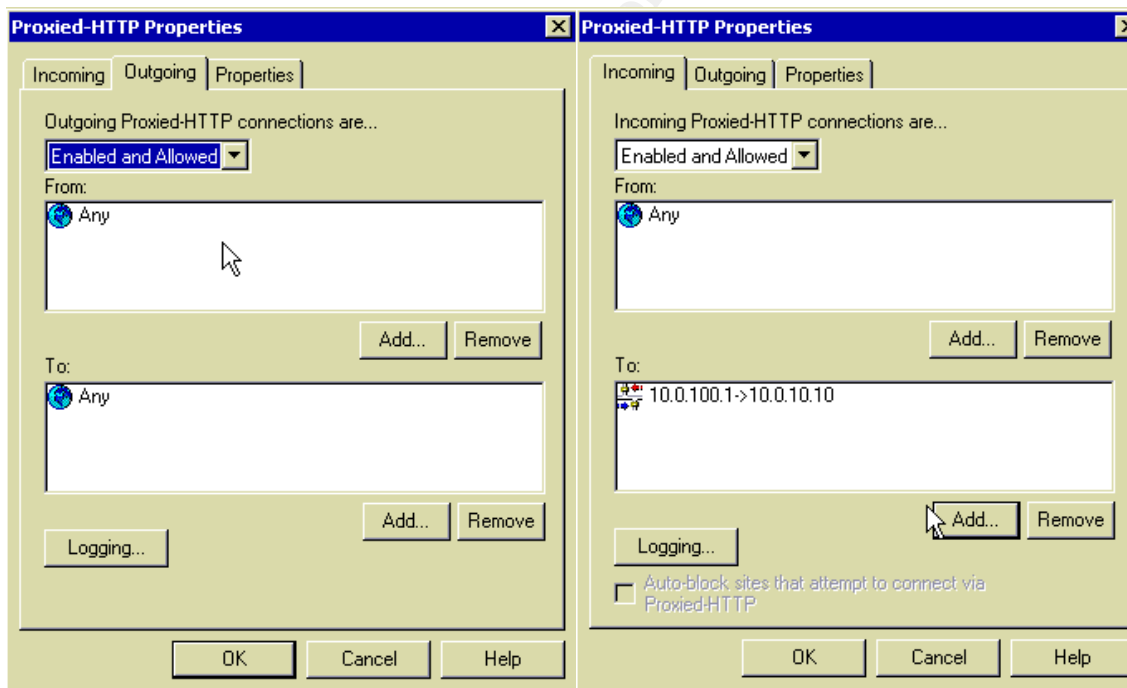 Proxied-HTTP Properties
Incoming
Outgoing
Properties
Outgoing Proxied-HTTP connections are...
Enabled and Allowed
From:
Any
Add...
Remove
To:
Any
Add...
Remove
Logging...
OK
Cancel
Help
Proxied-HTTP Properties
Incoming
Outgoing
Properties
Incoming Proxied-HTTP connections are...
Enabled and Allowed
From:
Any
Add...
Remove
To:
10.0.100.1->10.0.10.10
Add...
Remove
Logging...
Auto-block sites that attempt to connect via
Proxied-HTTP
OK
Cancel
Help